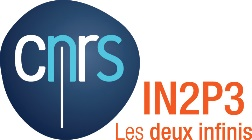 cnrs
IN2P3
Les deux infinis